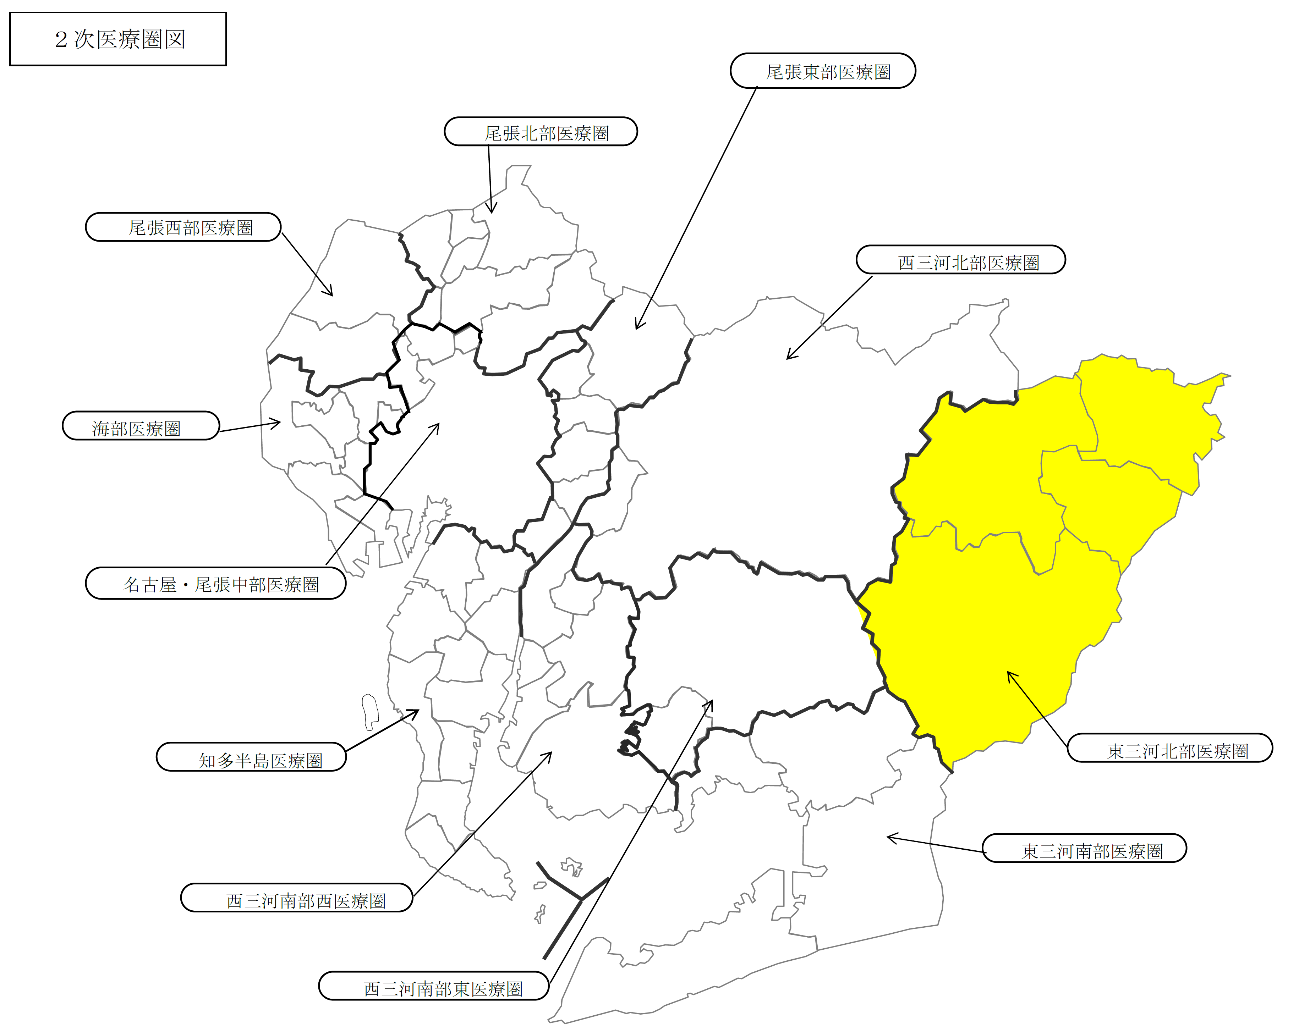 ２次医療圏図
尾張東部医療圏
尾張北部医療圏
尾張西部医療圏
西三河北部医療圏
海部医療圏
名古屋・尾張中部医療圏
知多半島医療圏
東三河北部医療圏
東三河南部医療圏
西三河南部西医療圏
西三河南部東医療圏